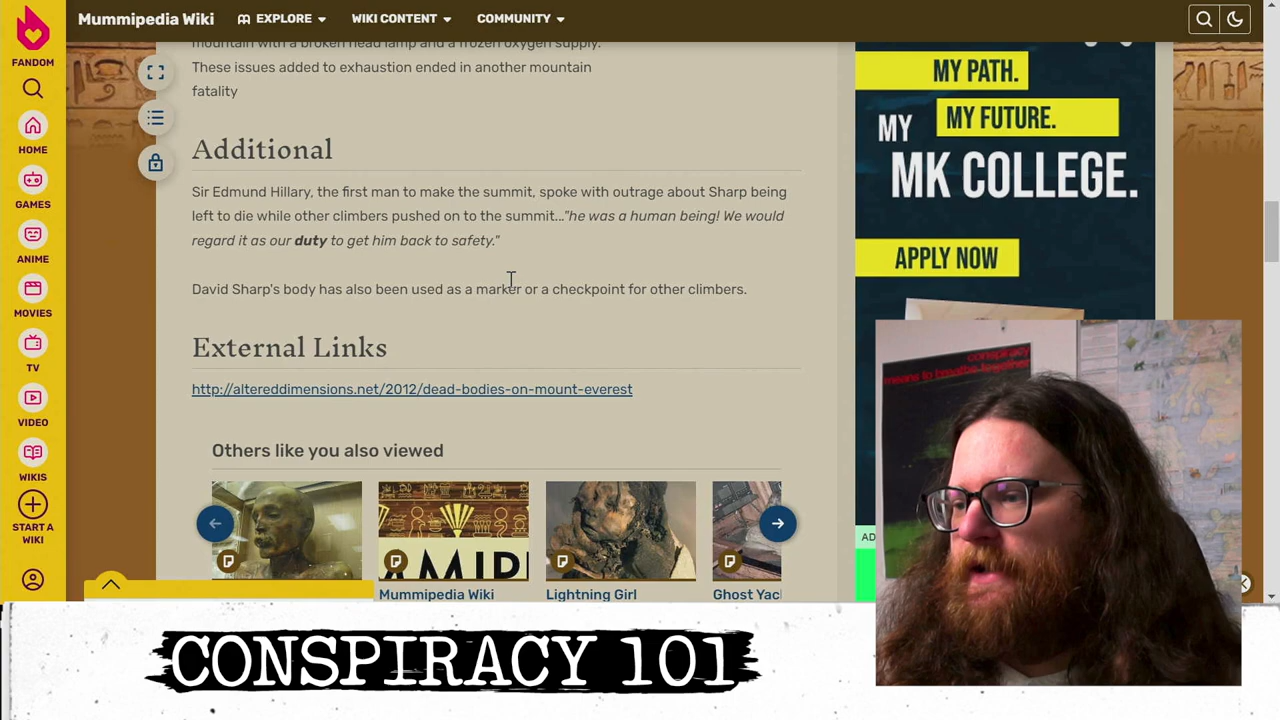 Mummipedia Wiki
EXPLORE
WIKI CONTENT
COMMUNITY
FANDOM
HOME
GAMES
ANIME
MOVIES
TV
VIDEO
WIKIS
START A
WIKI
mountain with a broken head lamp and a frozen oxygen supply.
These issues added to exhaustion ended in another mountain
fatality
Additional
Sir Edmund Hillary, the first man to make the summit, spoke with outrage about Sharp being
left to die while other climbers pushed on to the summit..."he was a human being! We would
regard it as our duty to get him back to safety."
David Sharp's body has also been used as a marker or a checkpoint for other climbers.
External Links
http://altereddimensions.net/2012/dead-bodies-on-mount-everest
Others like you also viewed
Mummipedia Wiki
Lightning Girl
Ghost Yac
MY PATH.
MY FUTURE.
MY
MK COLLEGE.
APPLY NOW
AD
conspiracy
means to breathe together
CONSPIRACY 101